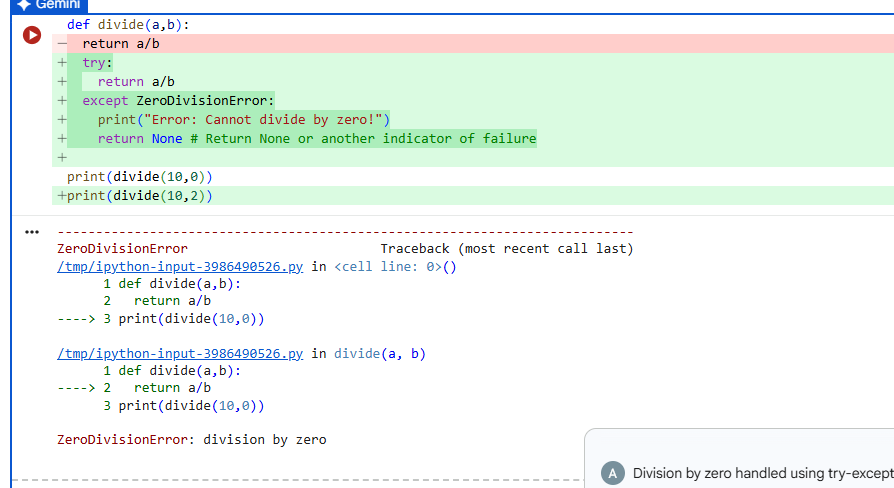 Gemini
def divide(a,b):
-  return a/b
+  try:
+    return a/b
+  except ZeroDivisionError:
+    print("Error: Cannot divide by zero!")
+    return None # Return None or another indicator of failure
+
print(divide(10,0))
+print(divide(10,2))
---------------------------------------------------------------------------
ZeroDivisionError                         Traceback (most recent call last)
/tmp/ipython-input-3986490526.py in <cell line: 0>()
      1 def divide(a,b):
      2   return a/b
----> 3 print(divide(10,0))
/tmp/ipython-input-3986490526.py in divide(a, b)
      1 def divide(a,b):
----> 2   return a/b
      3 print(divide(10,0))
ZeroDivisionError: division by zero
A Division by zero handled using try-except